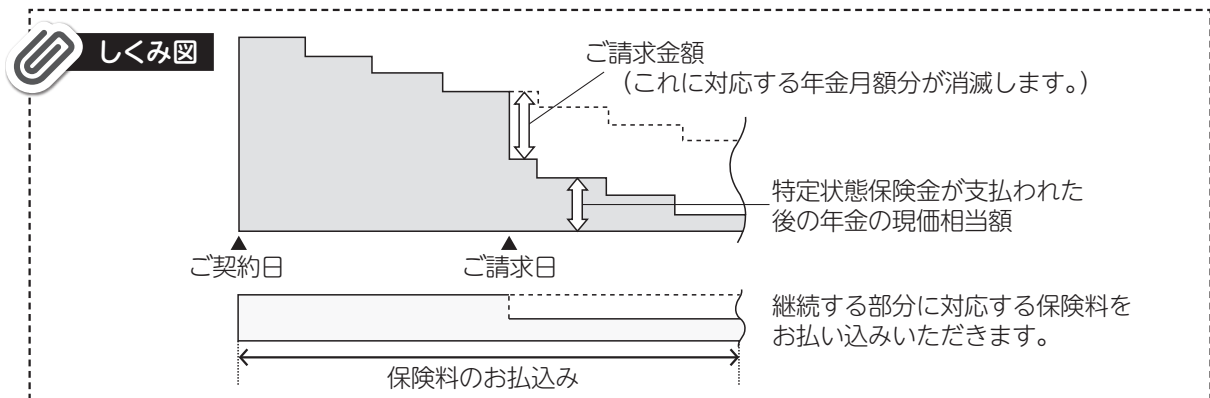 しくみ図
ご請求金額
（これに対応する年金月額分が消滅します。）
特定状態保険金が支払われた
後の年金の現価相当額
▲ ▲
ご契約日 ご請求日
継続する部分に対応する保険料を
お払い込みいただきます。
保険料のお払込み